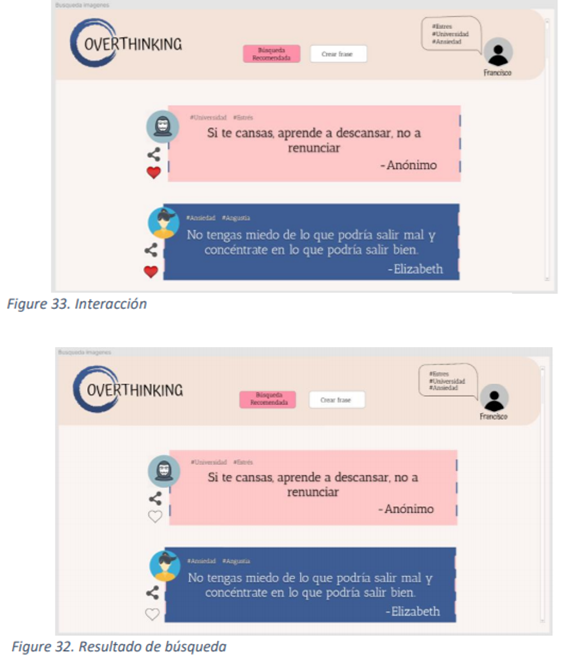 Busqueda Imagenes
OVERTHINKING
Búsqueda
Recomendada
Crear frase
#Estres
#Universidad
#Ansiedad
Francisco
#Universidad #Estrés
Si te cansas, aprende a descansar, no a
renunciar
-Anónimo
#Ansiedad #Angustia
No tengas miedo de lo que podría salir mal y
concéntrate en lo que podría salir bien.
-Elizabeth
Figure 33. Interacción
Busqueda Imagenes
OVERTHINKING
Búsqueda
Recomendada
Crear frase
#Estres
#Universidad
#Ansiedad
Francisco
#Universidad #Estrés
Si te cansas, aprende a descansar, no a
renunciar
-Anónimo
#Ansiedad #Angustia
No tengas miedo de lo que podría salir mal y
concéntrate en lo que podría salir bien.
-Elizabeth
Figure 32. Resultado de búsqueda